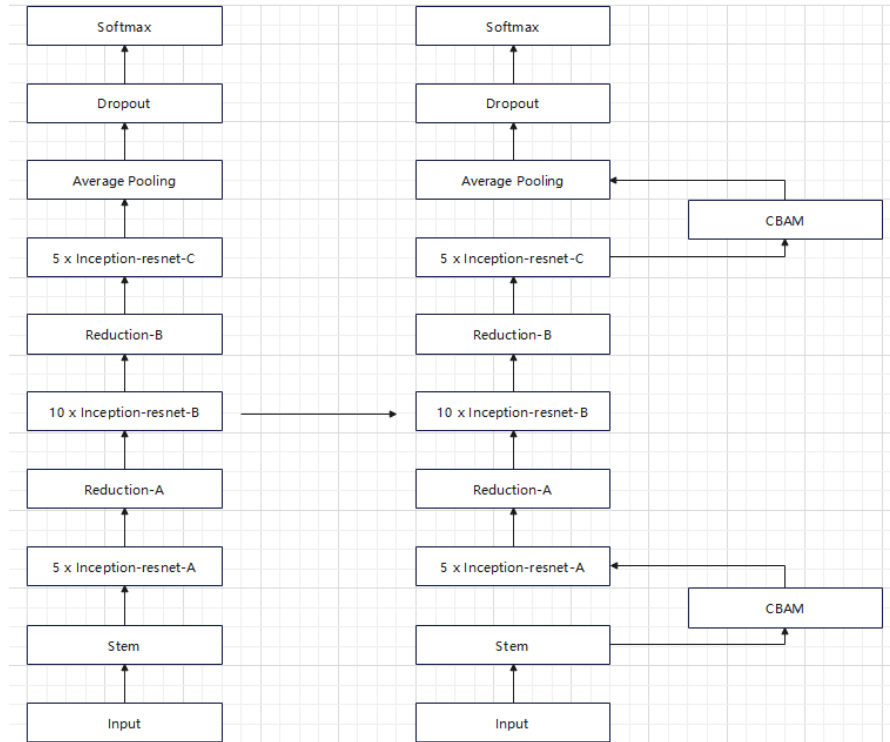 Softmax
Dropout
Average Pooling
5 x Inception-resnet-C
Reduction-B
10 x Inception-resnet-B
Reduction-A
5 x Inception-resnet-A
Stem
Input
Softmax
Dropout
Average Pooling
CBAM
5 x Inception-resnet-C
Reduction-B
10 x Inception-resnet-B
Reduction-A
5 x Inception-resnet-A
CBAM
Stem
Input